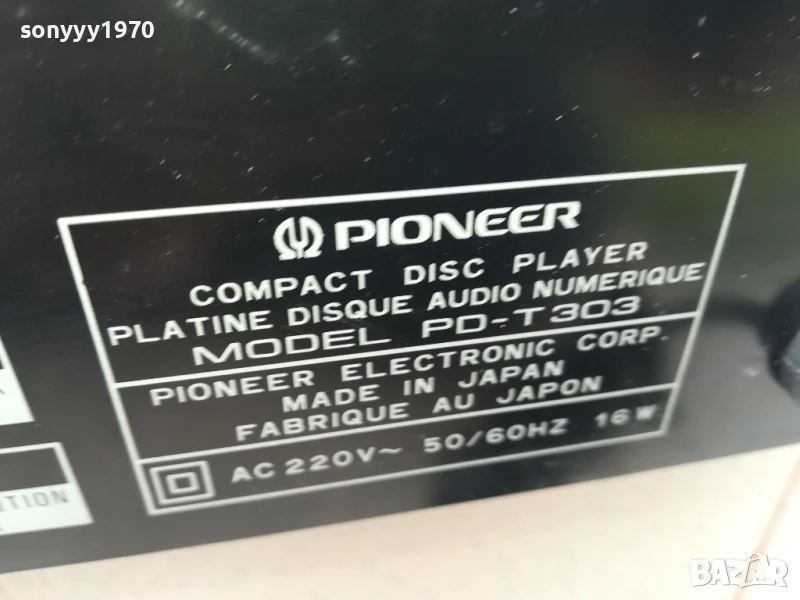 sonyyy1970
PIONEER
COMPACT DISC PLAYER
PLATINE DISQUE AUDIO NUMERIQUE
MODEL PD-T303
PIONEER ELECTRONIC CORP.
MADE IN JAPAN
FABRIQUE AU JAPON
AC 220V~ 50/60HZ 16W
BAZAR